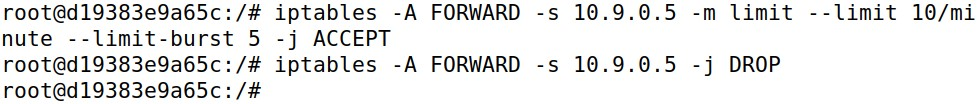 root@d19383e9a65c:/# iptables -A FORWARD -s 10.9.0.5 -m limit --limit 10/mi
nute --limit-burst 5 -j ACCEPT
root@d19383e9a65c:/# iptables -A FORWARD -s 10.9.0.5 -j DROP
root@d19383e9a65c:/#